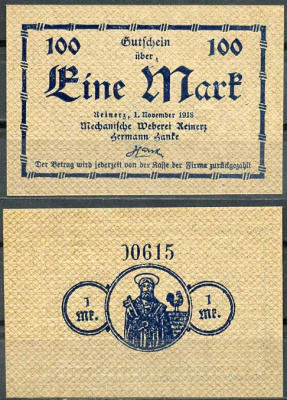 100 Gutschein 100
über
Eine Mark
Reinerz, 1. November 1918
Mechanische Weberei Reinerz
Hermann Hanke
Hanke
Der Betrag wird jederzeit von der Kasse der Firma zurückgezahlt
00615
1 1
Mk. Mk.